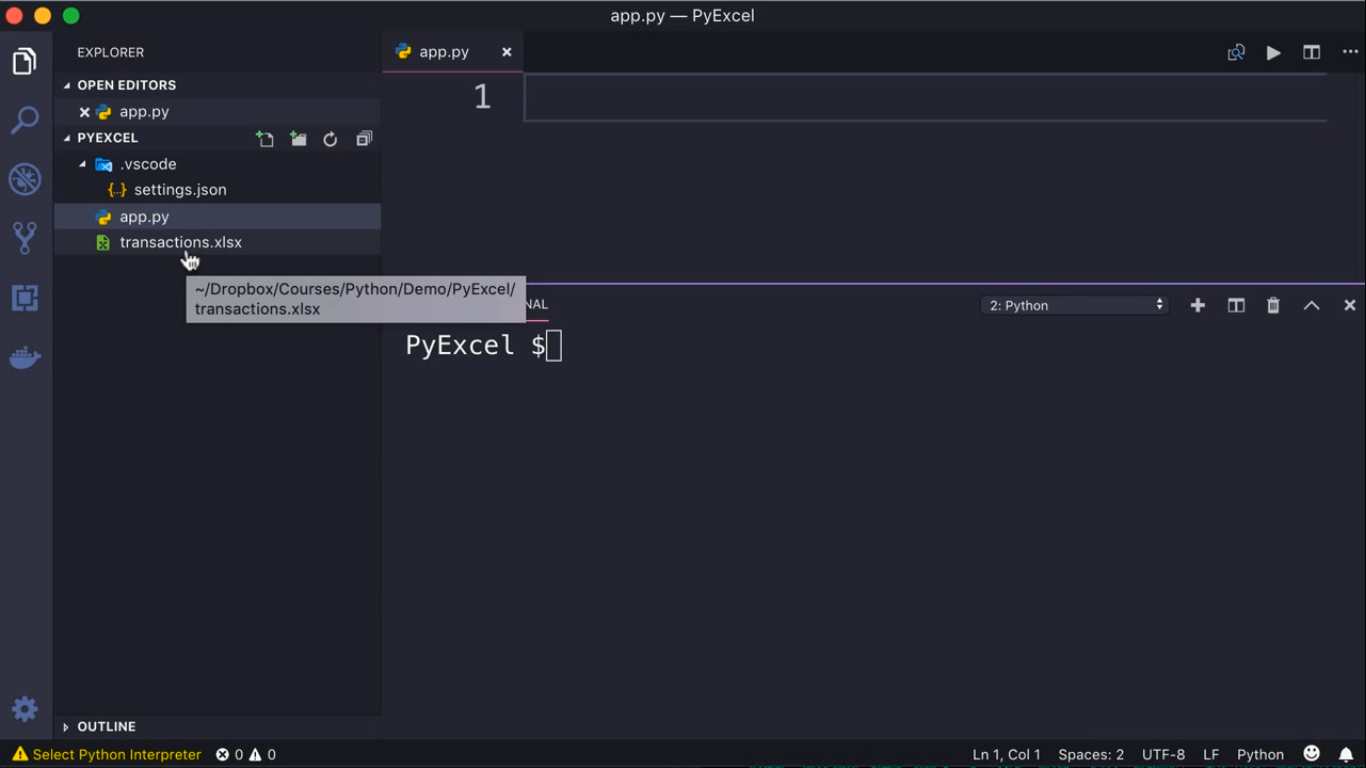 app.py — PyExcel
EXPLORER
app.py
OPEN EDITORS
app.py
PYEXCEL
.vscode
{..} settings.json
app.py
transactions.xlsx
~/Dropbox/Courses/Python/Demo/PyExcel/
transactions.xlsx
1
NAL
2: Python
PyExcel $
OUTLINE
Select Python Interpreter 0 0
Ln 1, Col 1 Spaces: 2 UTF-8 LF Python